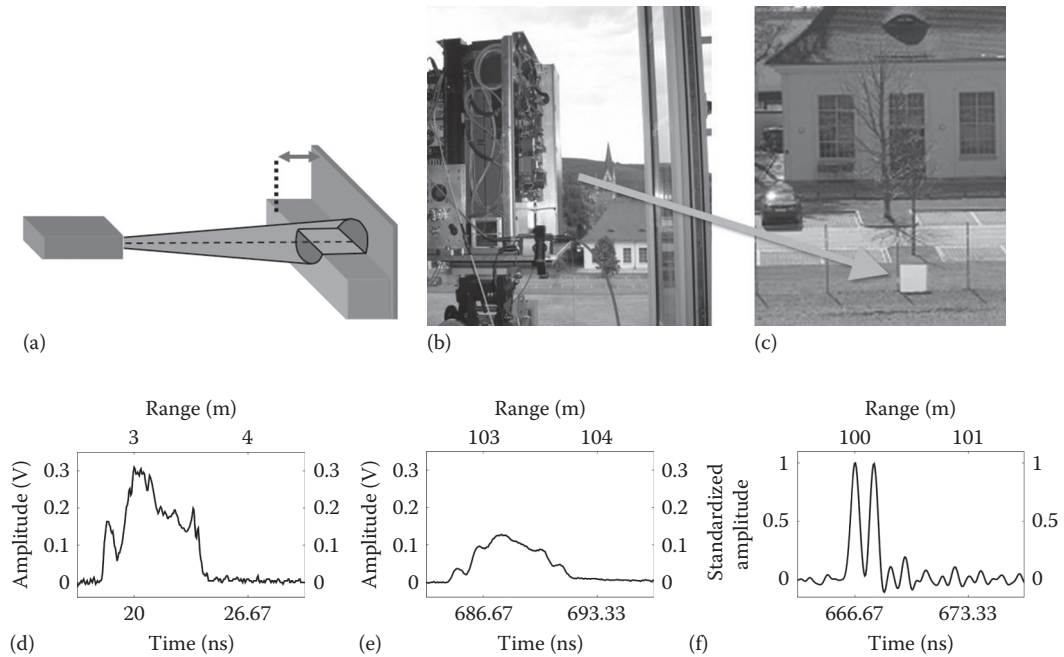 (a)
(b)
(c)
Range (m)
3 4
Amplitude (V)
0.3 0.3
0.2 0.2
0.1 0.1
0 0
20 26.67
Time (ns)
(d)
Range (m)
103 104
Amplitude (V)
0.3 0.3
0.2 0.2
0.1 0.1
0 0
686.67 693.33
Time (ns)
(e)
Range (m)
100 101
Standardized
amplitude
1 1
0.5 0.5
0 0
666.67 673.33
Time (ns)
(f)